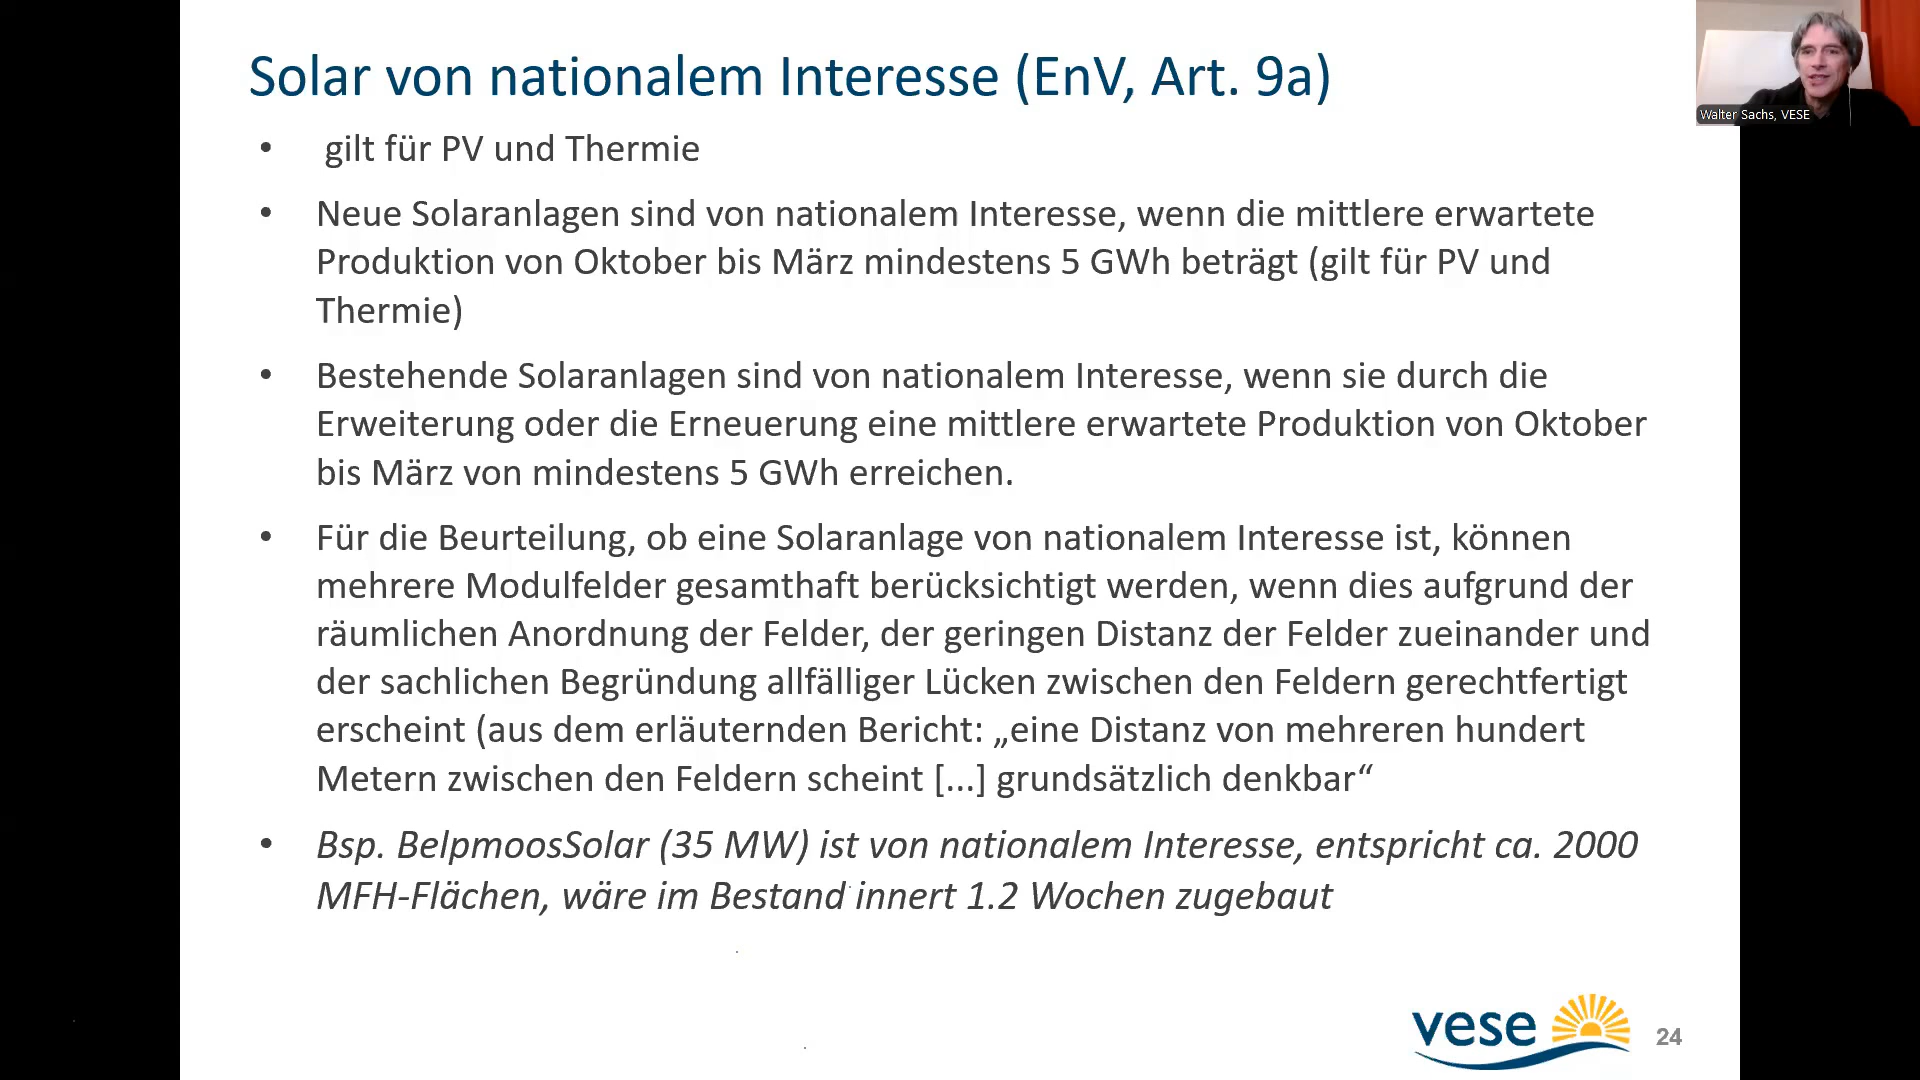 Solar von nationalem Interesse (EnV, Art. 9a)
Walter Sachs, VESE
• gilt für PV und Thermie
• Neue Solaranlagen sind von nationalem Interesse, wenn die mittlere erwartete
Produktion von Oktober bis März mindestens 5 GWh beträgt (gilt für PV und
Thermie)
• Bestehende Solaranlagen sind von nationalem Interesse, wenn sie durch die
Erweiterung oder die Erneuerung eine mittlere erwartete Produktion von Oktober
bis März von mindestens 5 GWh erreichen.
• Für die Beurteilung, ob eine Solaranlage von nationalem Interesse ist, können
mehrere Modulfelder gesamthaft berücksichtigt werden, wenn dies aufgrund der
räumlichen Anordnung der Felder, der geringen Distanz der Felder zueinander und
der sachlichen Begründung allfälliger Lücken zwischen den Feldern gerechtfertigt
erscheint (aus dem erläuternden Bericht: „eine Distanz von mehreren hundert
Metern zwischen den Feldern scheint [...] grundsätzlich denkbar“
• Bsp. BelpmoosSolar (35 MW) ist von nationalem Interesse, entspricht ca. 2000
MFH-Flächen, wäre im Bestand innert 1.2 Wochen zugebaut
vese
24